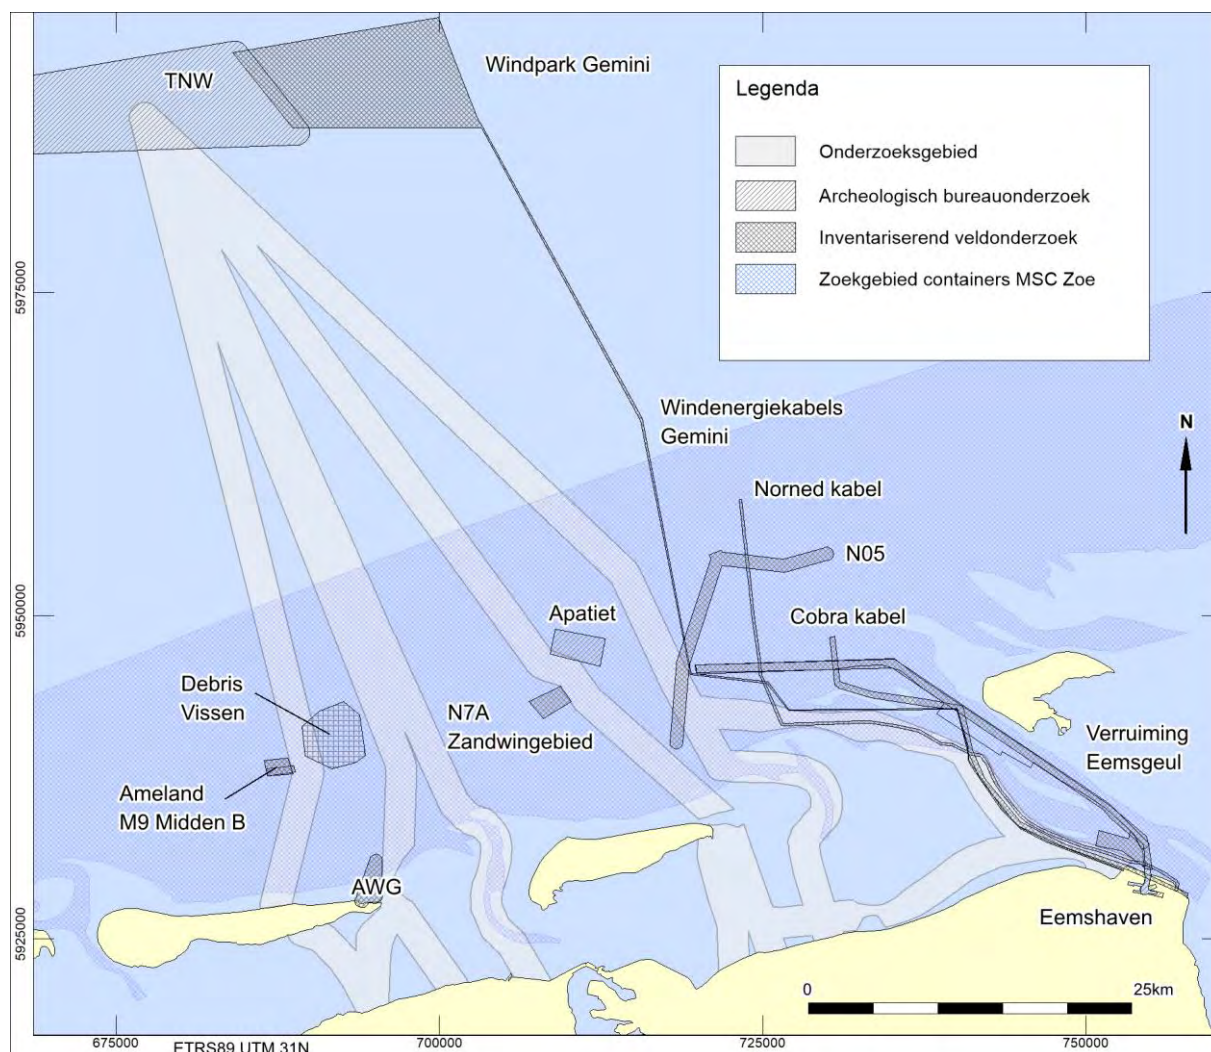 TNW
Windpark Gemini
Legenda
Onderzoeksgebied
Archeologisch bureauonderzoek
Inventariserend veldonderzoek
Zoekgebied containers MSC Zoe
5975000
Windenergiekabels
Gemini
N
Norned kabel
N05
5950000
Apatiet
Cobra kabel
Debris
Vissen
N7A
Zandwingebied
Verruiming
Eemsgeul
Ameland
M9 Midden B
AWG
Eemshaven
5925000
0
25km
675000
ETRS89 UTM 31N
700000
725000
750000